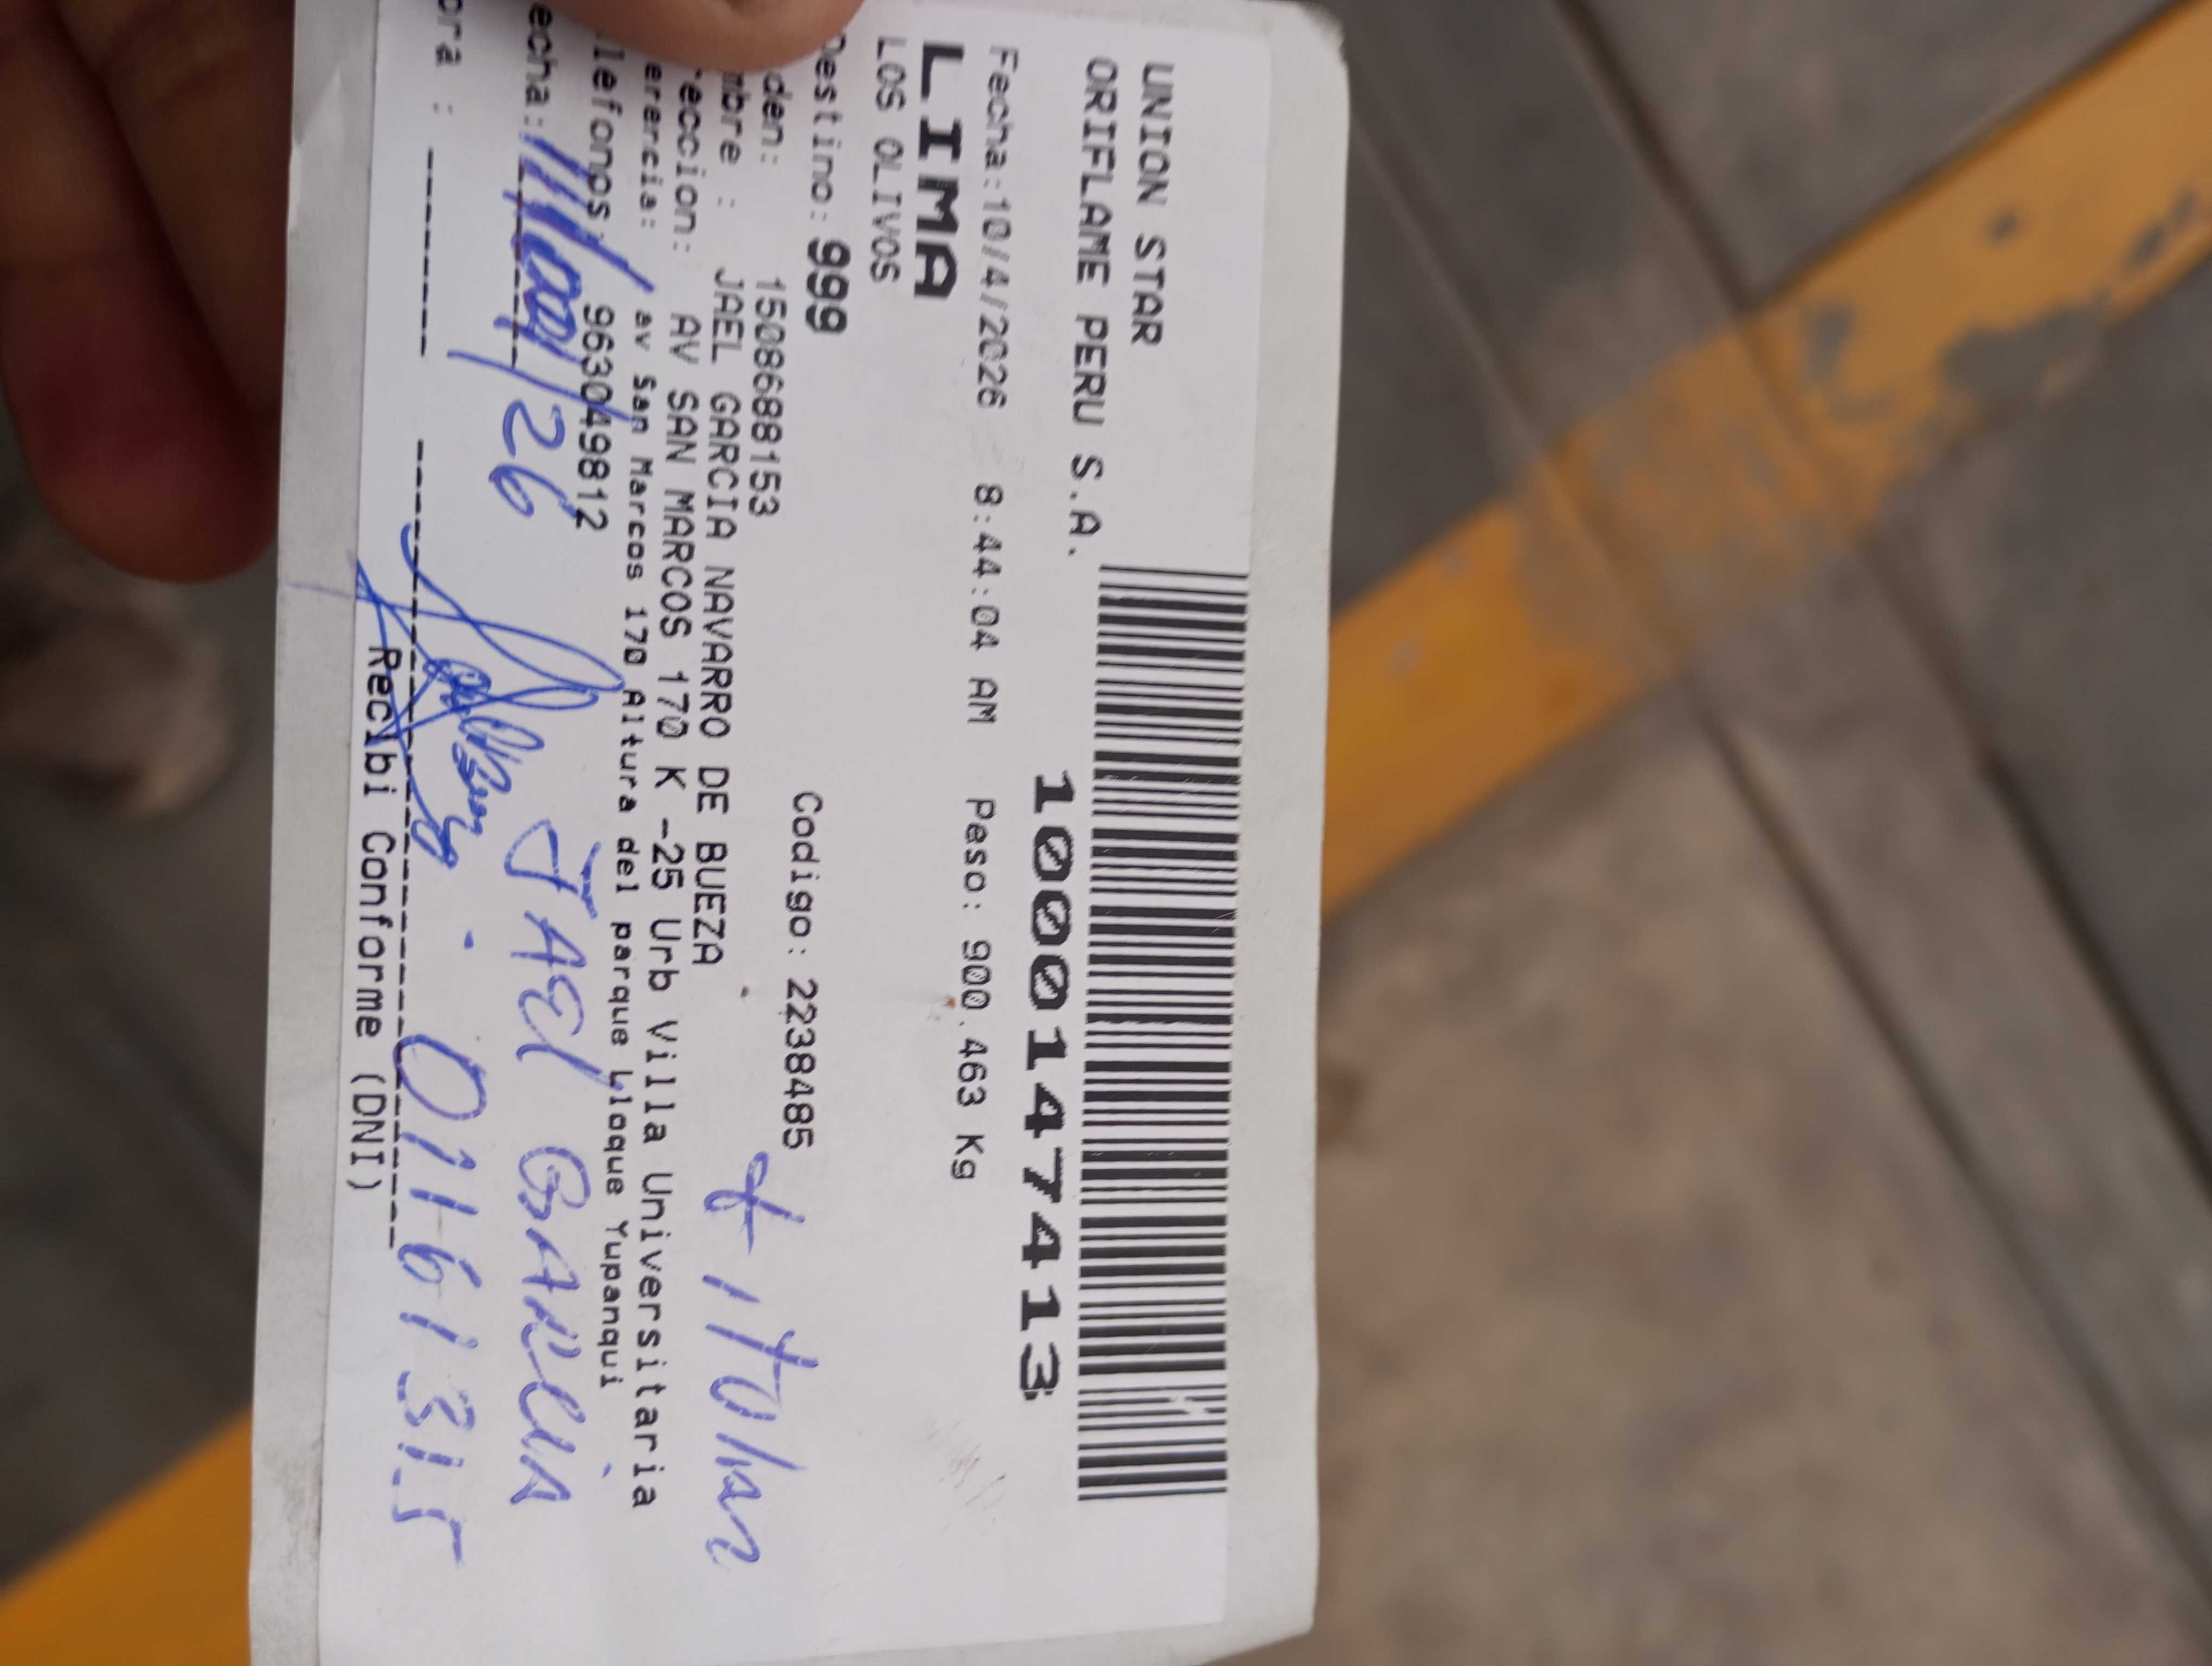 UNION STAR
ORIFLAME PERU S.A.
10001477413
Fecha:10/4/2026 8:44:04 AM Peso: 900.463 Kg
LIMA
LOS OLIVOS
Destino: 999 Codigo: 2238485
den: 1508688153
mbre : JAEL GARCIA NAVARRO DE BUEZA
reccion: AV SAN MARCOS 170 K -25 Urb Villa Universitaria
erencia: av San Marcos 170 Altura del parque Lloque Yupanqui
lefonos: 963049812
echa: /26 JAEL GARCIA
ora : 01161315
Recibi Conforme (DNI)